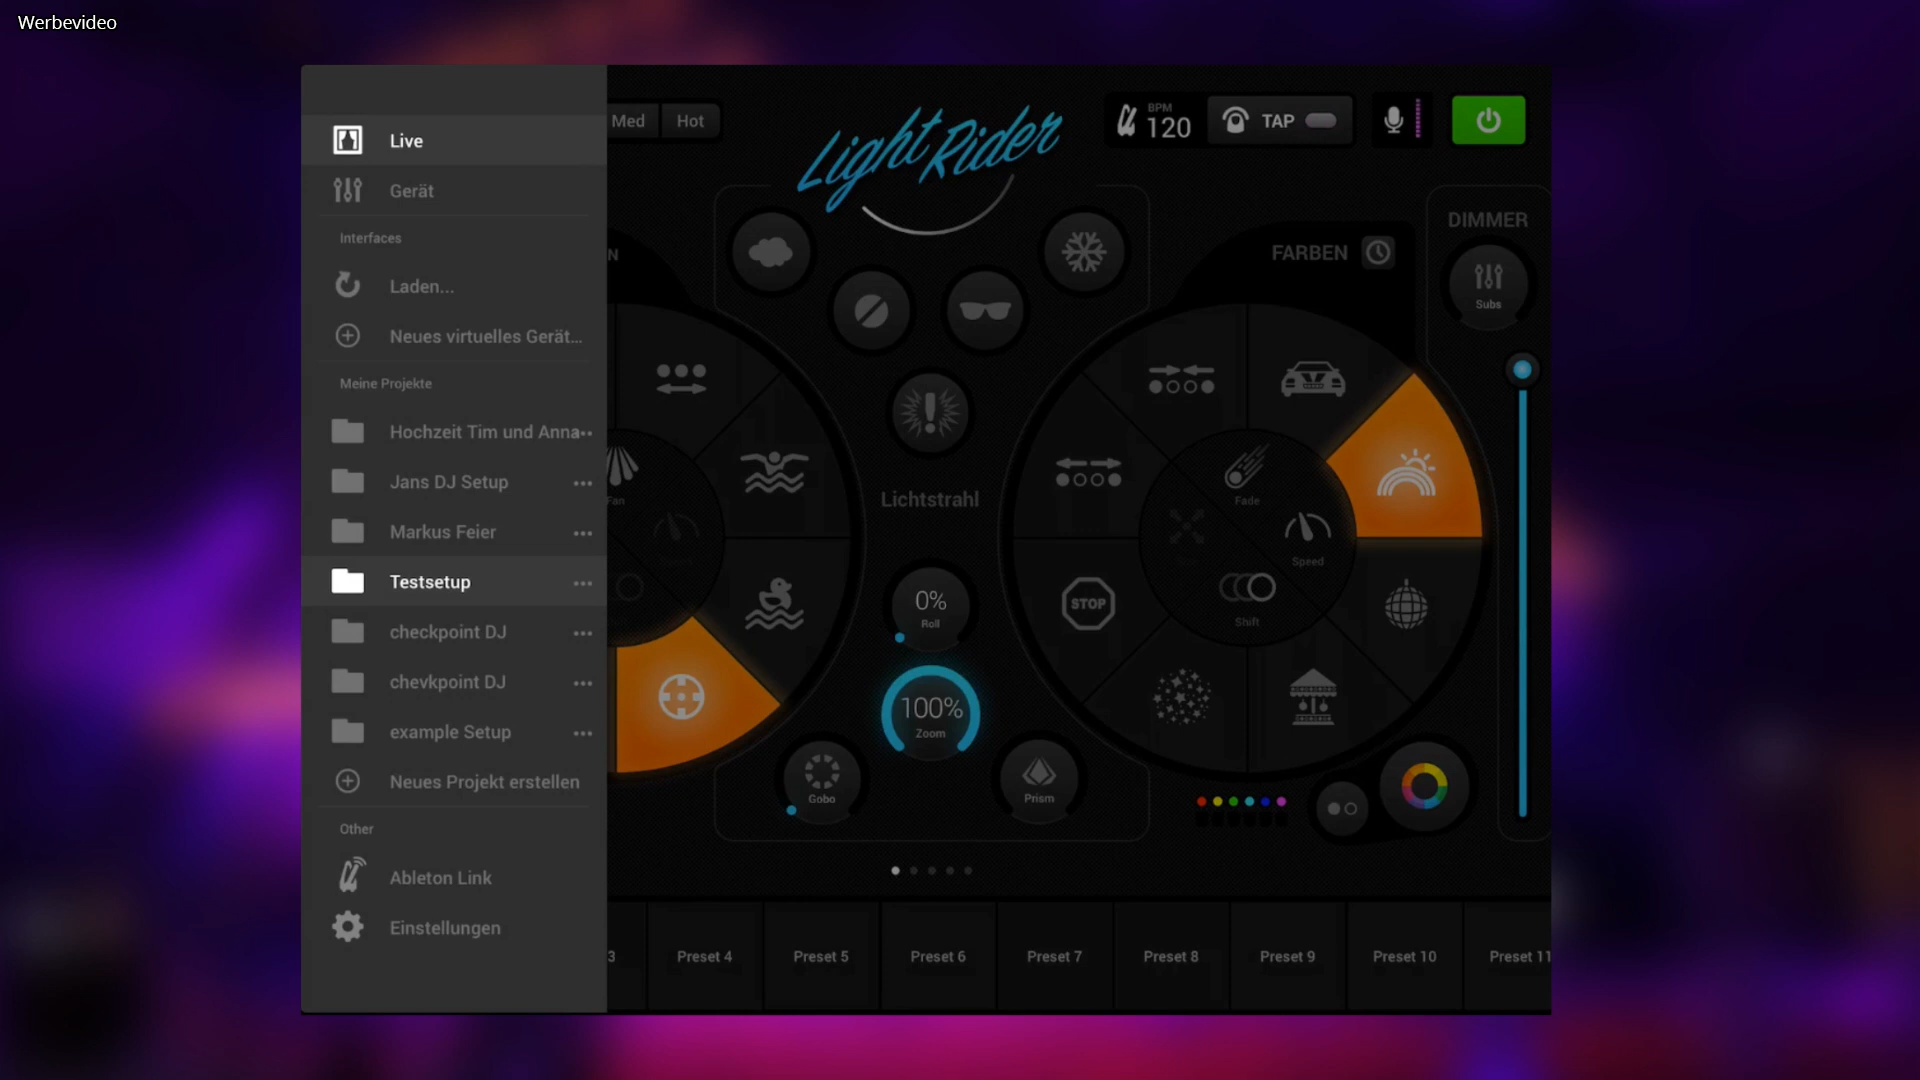 Werbevideo
Live
Gerät
Interfaces
Laden...
Neues virtuelles Gerät...
Meine Projekte
Hochzeit Tim und Anna
Jans DJ Setup
Markus Feier
Testsetup
checkpoint DJ
chevkpoint DJ
example Setup
Neues Projekt erstellen
Other
Ableton Link
Einstellungen
Med
Hot
Light Rider
BPM
120
TAP
N
FARBEN
DIMMER
Subs
Fan
Lichtstrahl
0%
Roll
100%
Zoom
Gobo
Prism
Fade
Speed
Shift
STOP
3
Preset 4
Preset 5
Preset 6
Preset 7
Preset 8
Preset 9
Preset 10
Preset 11